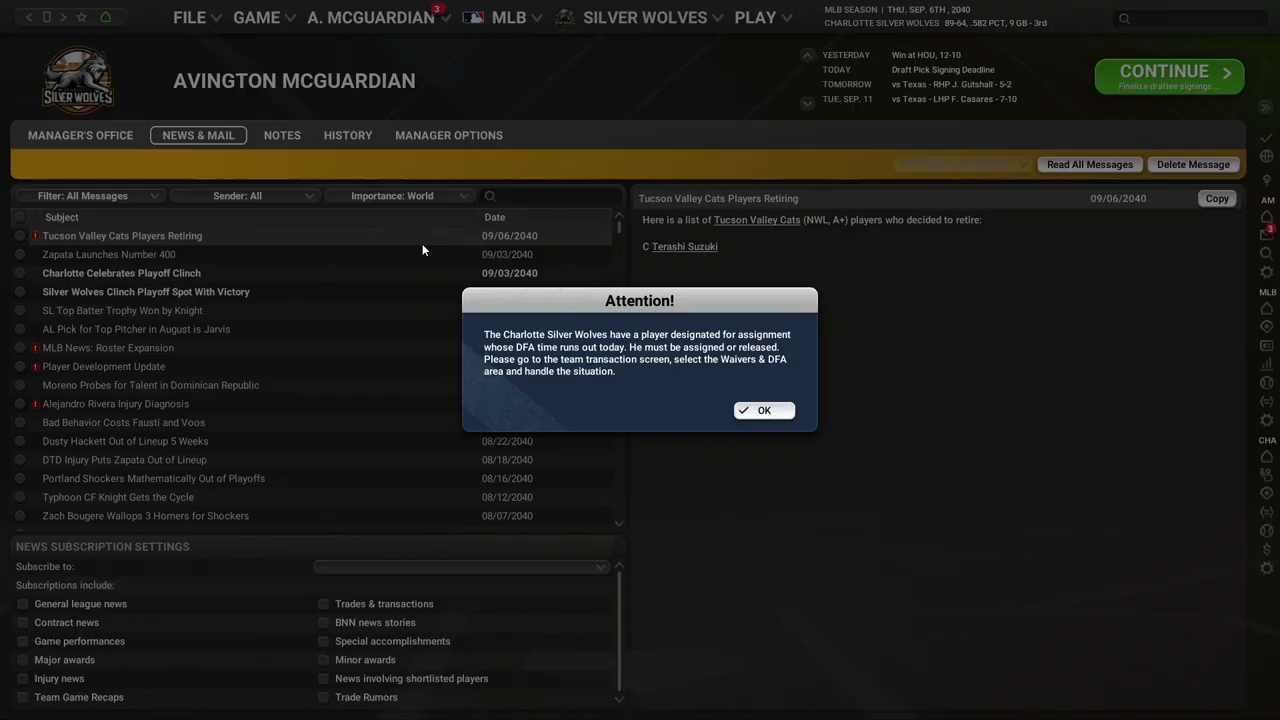 FILE
GAME
A. MCGUARDIAN
3
MLB
SILVER WOLVES
PLAY
MLB SEASON | THU. SEP. 6TH, 2040
CHARLOTTE SILVER WOLVES 89-64, .582 PCT, 9 GB - 3rd
SILVER WOLVES
AVINGTON MCGUARDIAN
YESTERDAY Win at HOU, 12-10
TODAY Draft Pick Signing Deadline
TOMORROW vs Texas - RHP J. Gutshall - 5-2
TUE. SEP. 11 vs Texas - LHP F. Casares - 7-10
CONTINUE
Finalize draftee signings...
MANAGER'S OFFICE
NEWS & MAIL
NOTES
HISTORY
MANAGER OPTIONS
Read All Messages
Delete Message
Filter: All Messages
Sender: All
Importance: World
Subject Date
Tucson Valley Cats Players Retiring 09/06/2040
Zapata Launches Number 400 09/03/2040
Charlotte Celebrates Playoff Clinch 09/03/2040
Silver Wolves Clinch Playoff Spot With Victory
SL Top Batter Trophy Won by Knight
AL Pick for Top Pitcher in August is Jarvis
MLB News: Roster Expansion
Player Development Update
Moreno Probes for Talent in Dominican Republic
Alejandro Rivera Injury Diagnosis
Bad Behavior Costs Fausti and Voos
Dusty Hackett Out of Lineup 5 Weeks 08/22/2040
DTD Injury Puts Zapata Out of Lineup 08/18/2040
Portland Shockers Mathematically Out of Playoffs 08/16/2040
Typhoon CF Knight Gets the Cycle 08/12/2040
Zach Bougere Wallops 3 Homers for Shockers 08/07/2040
Tucson Valley Cats Players Retiring 09/06/2040
Copy
Here is a list of Tucson Valley Cats (NWL, A+) players who decided to retire:
C Terashi Suzuki
Attention!
The Charlotte Silver Wolves have a player designated for assignment
whose DFA time runs out today. He must be assigned or released.
Please go to the team transaction screen, select the Waivers & DFA
area and handle the situation.
OK
NEWS SUBSCRIPTION SETTINGS
Subscribe to:
Subscriptions include:
General league news
Trades & transactions
Contract news
BNN news stories
Game performances
Special accomplishments
Major awards
Minor awards
Injury news
News involving shortlisted players
Team Game Recaps
Trade Rumors
AM
3
MLB
CHA